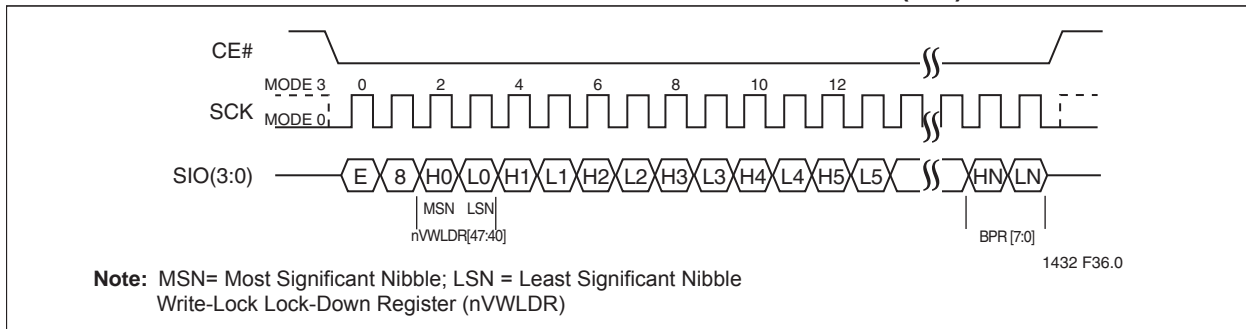 CE#
MODE 3 0 2 4 6 8 10 12
SCK
MODE 0
SIO(3:0) E 8 H0 L0 H1 L1 H2 L2 H3 L3 H4 L4 H5 L5 HN LN
MSN LSN
nVWLDR[47:40] BPR [7:0]
1432 F36.0
Note: MSN= Most Significant Nibble; LSN = Least Significant Nibble
Write-Lock Lock-Down Register (nVWLDR)